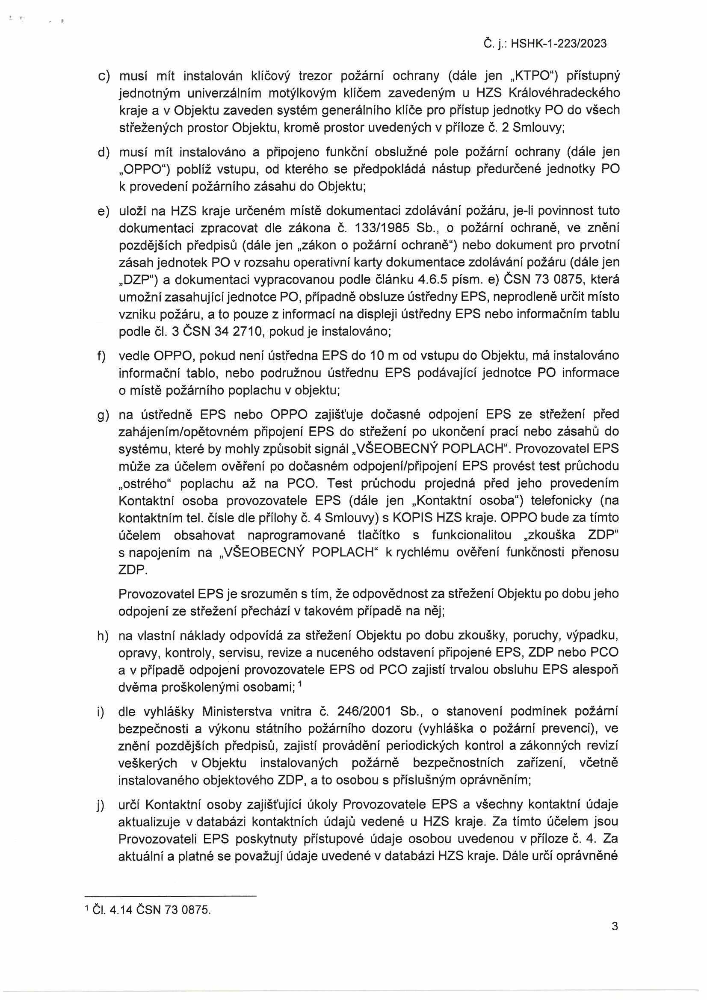 Č. j.: HSHK-1-223/2023
c) musí mít instalován klíčový trezor požární ochrany (dále jen „KTPO“) přístupný
jednotným univerzálním motýlkovým klíčem zavedeným u HZS Královéhradeckého
kraje a v Objektu zaveden systém generálního klíče pro přístup jednotky PO do všech
střežených prostor Objektu, kromě prostor uvedených v příloze č. 2 Smlouvy;
d) musí mít instalováno a připojeno funkční obslužné pole požární ochrany (dále jen
„OPPO“) poblíž vstupu, od kterého se předpokládá nástup předurčené jednotky PO
k provedení požárního zásahu do Objektu;
e) uloží na HZS kraje určeném místě dokumentaci zdolávání požáru, je-li povinnost tuto
dokumentaci zpracovat dle zákona č. 133/1985 Sb., o požární ochraně, ve znění
pozdějších předpisů (dále jen „zákon o požární ochraně“) nebo dokument pro prvotní
zásah jednotek PO v rozsahu operativní karty dokumentace zdolávání požáru (dále jen
„DZP“) a dokumentaci vypracovanou podle článku 4.6.5 písm. e) ČSN 73 0875, která
umožní zasahující jednotce PO, případně obsluze ústředny EPS, neprodleně určit místo
vzniku požáru, a to pouze z informací na displeji ústředny EPS nebo informačním tablu
podle čl. 3 ČSN 34 2710, pokud je instalováno;
f) vedle OPPO, pokud není ústředna EPS do 10 m od vstupu do Objektu, má instalováno
informační tablo, nebo podružnou ústřednu EPS podávající jednotce PO informace
o místě požárního poplachu v objektu;
g) na ústředně EPS nebo OPPO zajišťuje dočasné odpojení EPS ze střežení před
zahájením/opětovném připojení EPS do střežení po ukončení prací nebo zásahů do
systému, které by mohly způsobit signál „VŠEOBECNÝ POPLACH“. Provozovatel EPS
může za účelem ověření po dočasném odpojení/připojení EPS provést test průchodu
„ostrého“ poplachu až na PCO. Test průchodu projedná před jeho provedením
Kontaktní osoba provozovatele EPS (dále jen „Kontaktní osoba“) telefonicky (na
kontaktním tel. čísle dle přílohy č. 4 Smlouvy) s KOPIS HZS kraje. OPPO bude za tímto
účelem obsahovat naprogramované tlačítko s funkcionalitou „zkouška ZDP“
s napojením na „VŠEOBECNÝ POPLACH“ k rychlému ověření funkčnosti přenosu
ZDP.
Provozovatel EPS je srozuměn s tím, že odpovědnost za střežení Objektu po dobu jeho
odpojení ze střežení přechází v takovém případě na něj;
h) na vlastní náklady odpovídá za střežení Objektu po dobu zkoušky, poruchy, výpadku,
opravy, kontroly, servisu, revize a nuceného odstavení připojené EPS, ZDP nebo PCO
a v případě odpojení provozovatele EPS od PCO zajistí trvalou obsluhu EPS alespoň
dvěma proškolenými osobami; ¹
i) dle vyhlášky Ministerstva vnitra č. 246/2001 Sb., o stanovení podmínek požární
bezpečnosti a výkonu státního požárního dozoru (vyhláška o požární prevenci), ve
znění pozdějších předpisů, zajistí provádění periodických kontrol a zákonných revizí
veškerých v Objektu instalovaných požárně bezpečnostních zařízení, včetně
instalovaného objektového ZDP, a to osobou s příslušným oprávněním;
j) určí Kontaktní osoby zajišťující úkoly Provozovatele EPS a všechny kontaktní údaje
aktualizuje v databázi kontaktních údajů vedené u HZS kraje. Za tímto účelem jsou
Provozovateli EPS poskytnuty přístupové údaje osobou uvedenou v příloze č. 4. Za
aktuální a platné se považují údaje uvedené v databázi HZS kraje. Dále určí oprávněné
¹ Čl. 4.14 ČSN 73 0875.
3